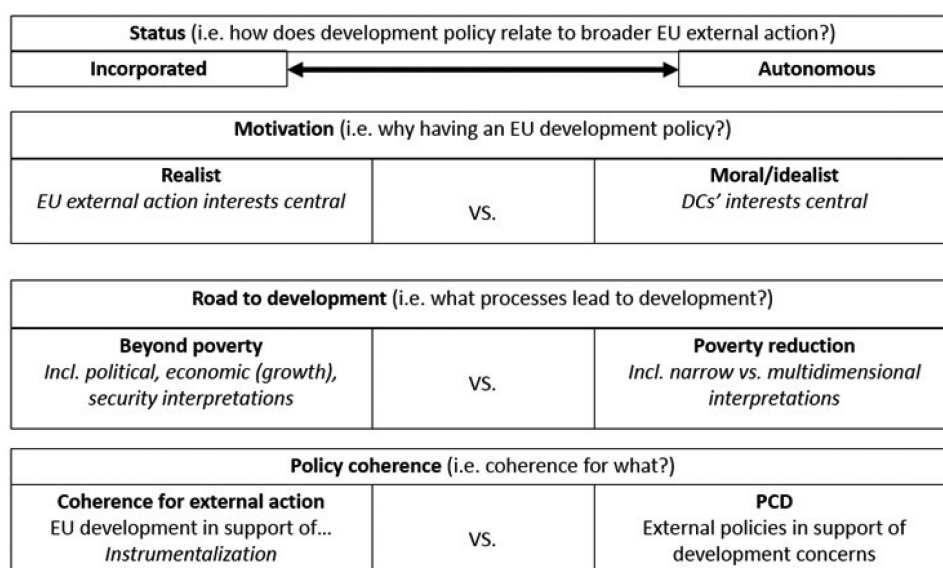 Status (i.e. how does development policy relate to broader EU external action?)
Incorporated Autonomous
Motivation (i.e. why having an EU development policy?)
Realist
EU external action interests central
VS.
Moral/idealist
DCs' interests central
Road to development (i.e. what processes lead to development?)
Beyond poverty
Incl. political, economic (growth),
security interpretations
VS.
Poverty reduction
Incl. narrow vs. multidimensional
interpretations
Policy coherence (i.e. coherence for what?)
Coherence for external action
EU development in support of...
Instrumentalization
VS.
PCD
External policies in support of
development concerns